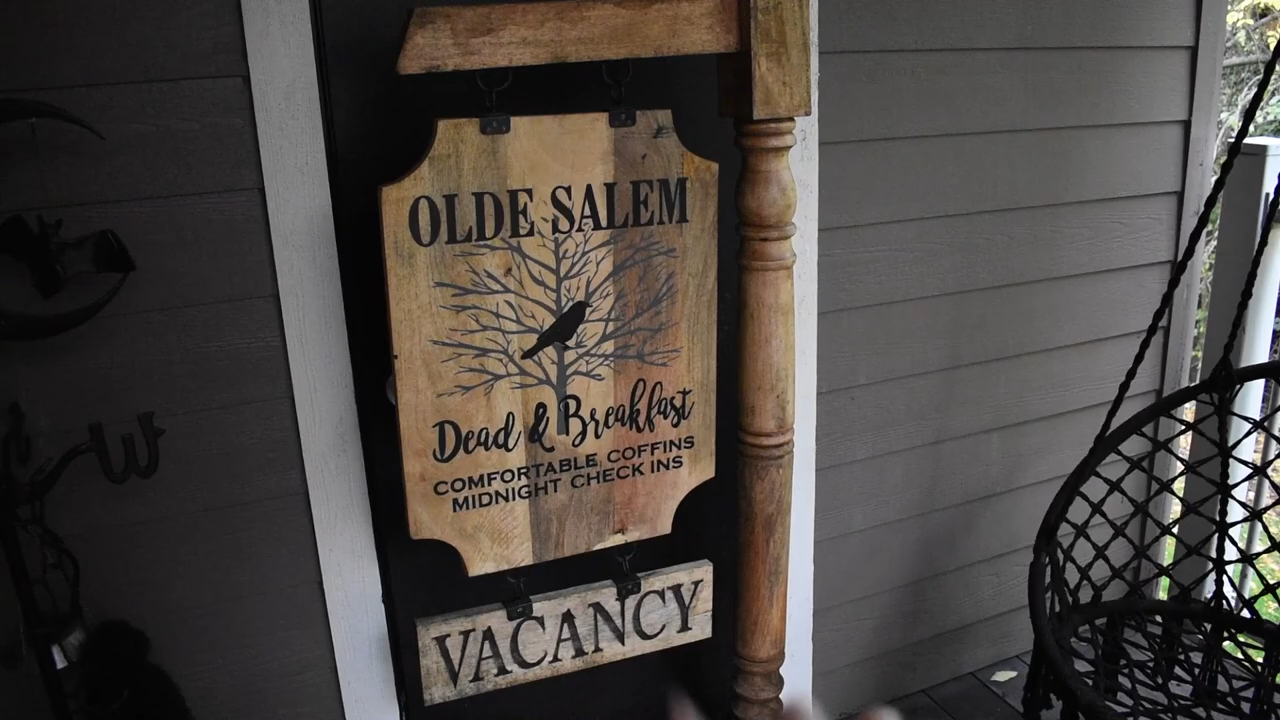 OLDE SALEM
Dead & Breakfast
COMFORTABLE COFFINS
MIDNIGHT CHECK INS
VACANCY